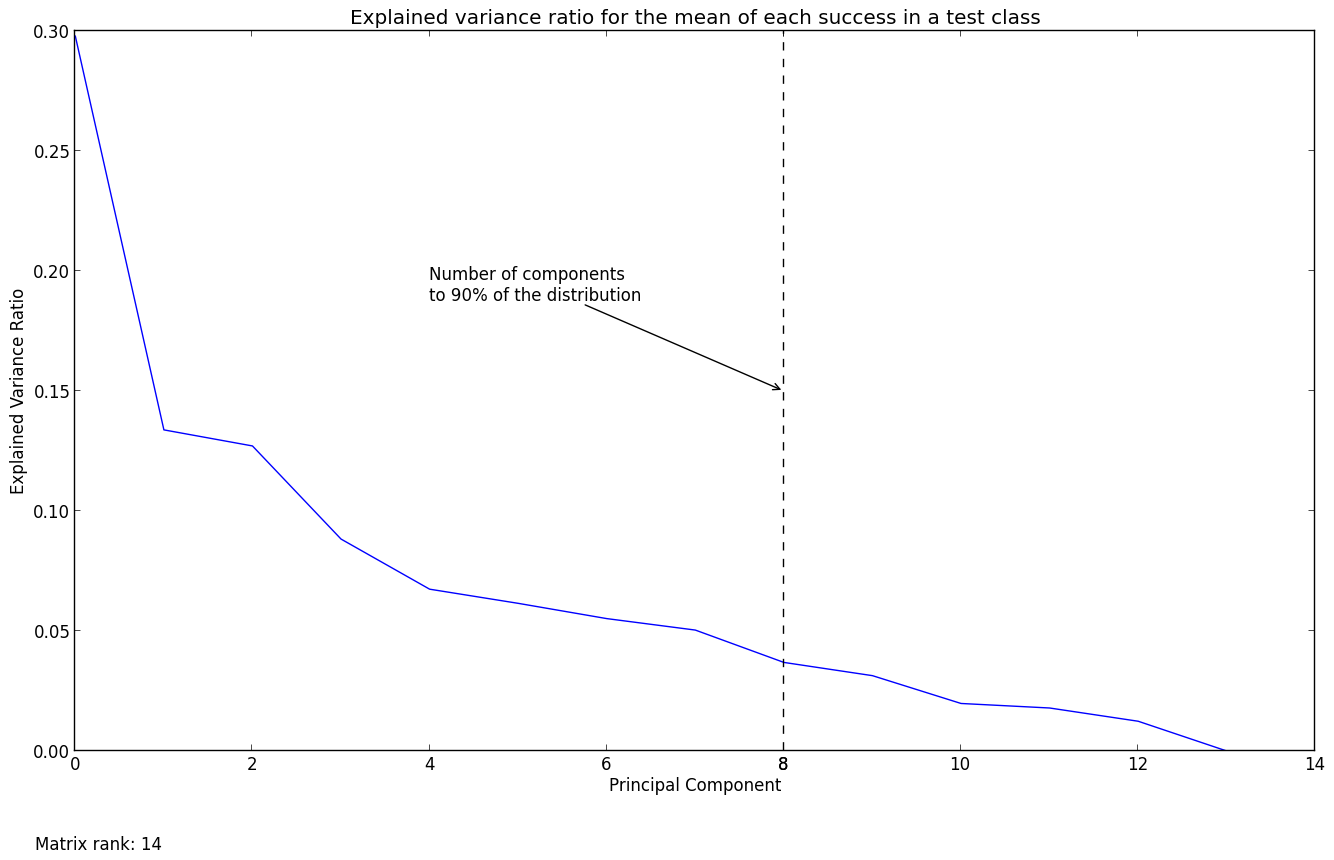 Explained variance ratio for the mean of each success in a test class
0.30
0.25
0.20
0.15
0.10
0.05
0.00
Explained Variance Ratio
Number of components
to 90% of the distribution
0 2 4 6 8 10 12 14
Principal Component
Matrix rank: 14